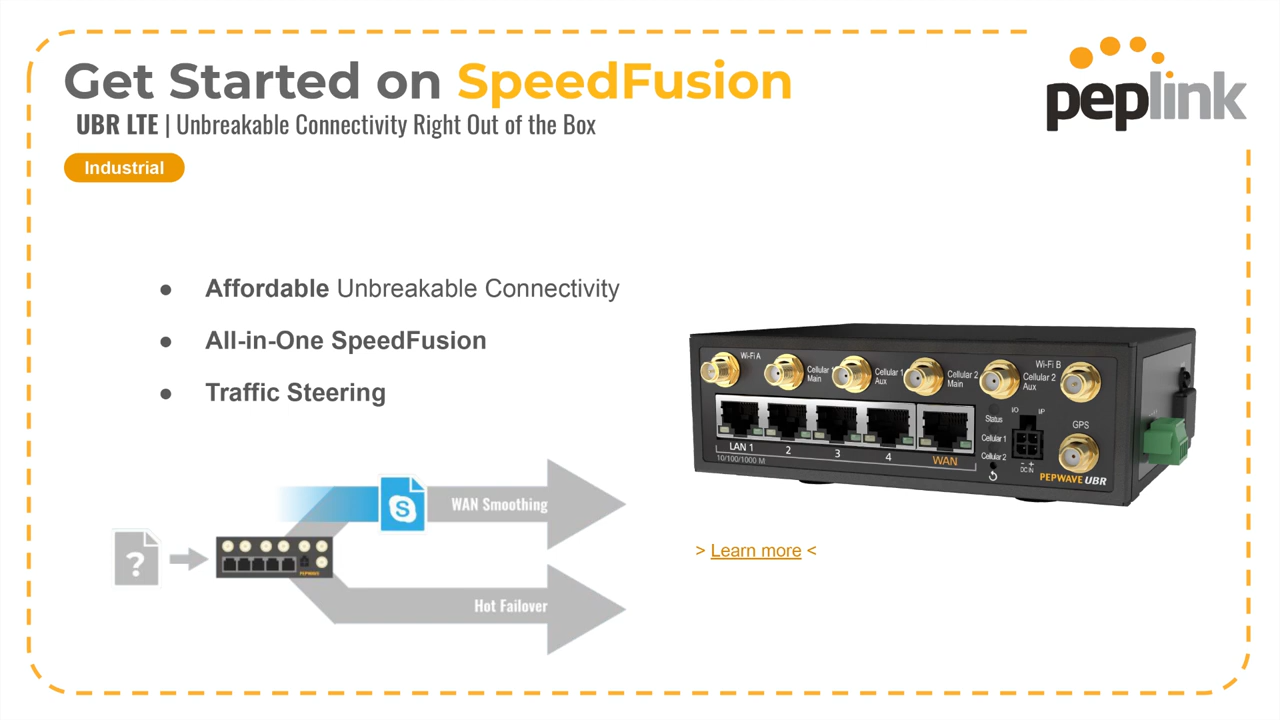 Get Started on SpeedFusion
peplink
UBR LTE | Unbreakable Connectivity Right Out of the Box
Industrial
● Affordable Unbreakable Connectivity
● All-in-One SpeedFusion
● Traffic Steering
Wi-Fi A
Cellular 1
Main
Cellular 1
Aux
Cellular 2
Main
Cellular 2
Aux
Wi-Fi B
LAN 1
2
3
4
WAN
10/100/1000 M
Status
Cellular 1
Cellular 2
I/O
I/P
- +
DC IN
GPS
PEPWAVE UBR
WAN Smoothing
?
PEPWAVE
Hot Failover
> Learn more <